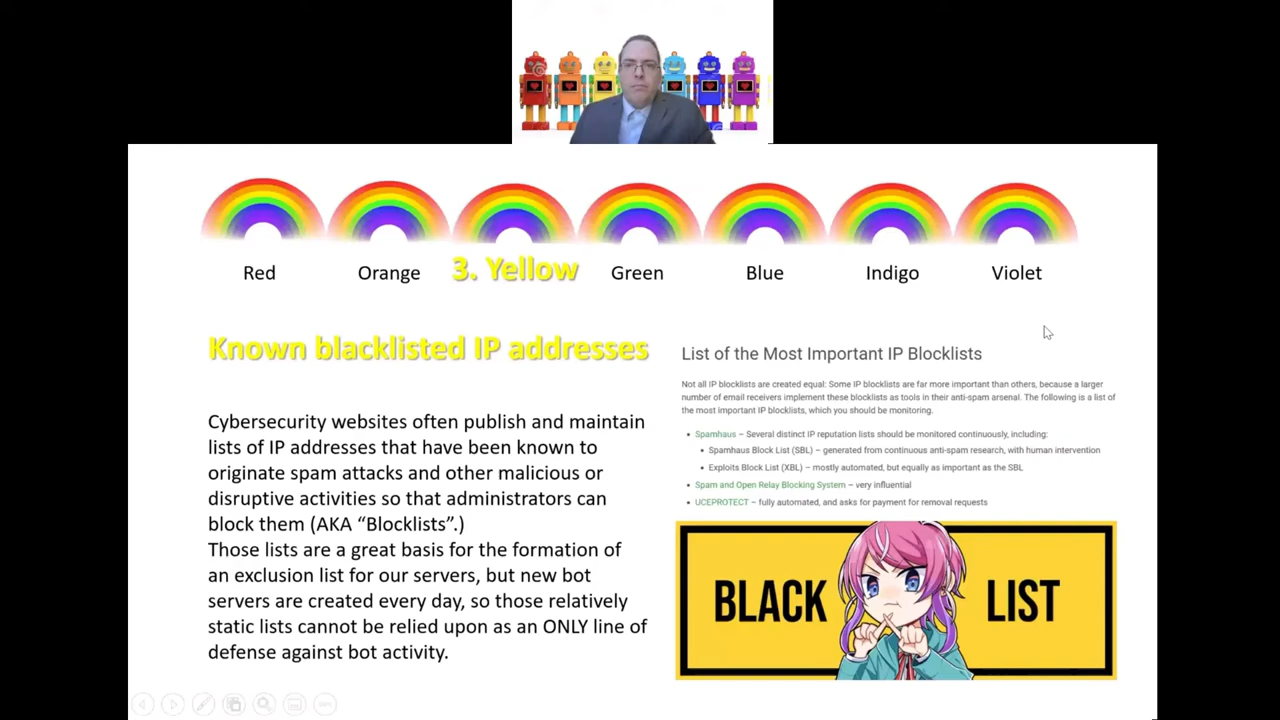 Red
Orange
3. Yellow
Green
Blue
Indigo
Violet
Known blacklisted IP addresses
Cybersecurity websites often publish and maintain
lists of IP addresses that have been known to
originate spam attacks and other malicious or
disruptive activities so that administrators can
block them (AKA “Blocklists”.)
Those lists are a great basis for the formation of
an exclusion list for our servers, but new bot
servers are created every day, so those relatively
static lists cannot be relied upon as an ONLY line of
defense against bot activity.
List of the Most Important IP Blocklists
Not all IP blocklists are created equal: Some IP blocklists are far more important than others, because a larger
number of email receivers implement these blocklists as tools in their anti-spam arsenal. The following is a list of
the most important IP blocklists, which you should be monitoring.
• Spamhaus – Several distinct IP reputation lists should be monitored continuously, including:
• Spamhaus Block List (SBL) – generated from continuous anti-spam research, with human intervention
• Exploits Block List (XBL) – mostly automated, but equally as important as the SBL
• Spam and Open Relay Blocking System – very influential
• UCEPROTECT – fully automated, and asks for payment for removal requests
BLACK LIST